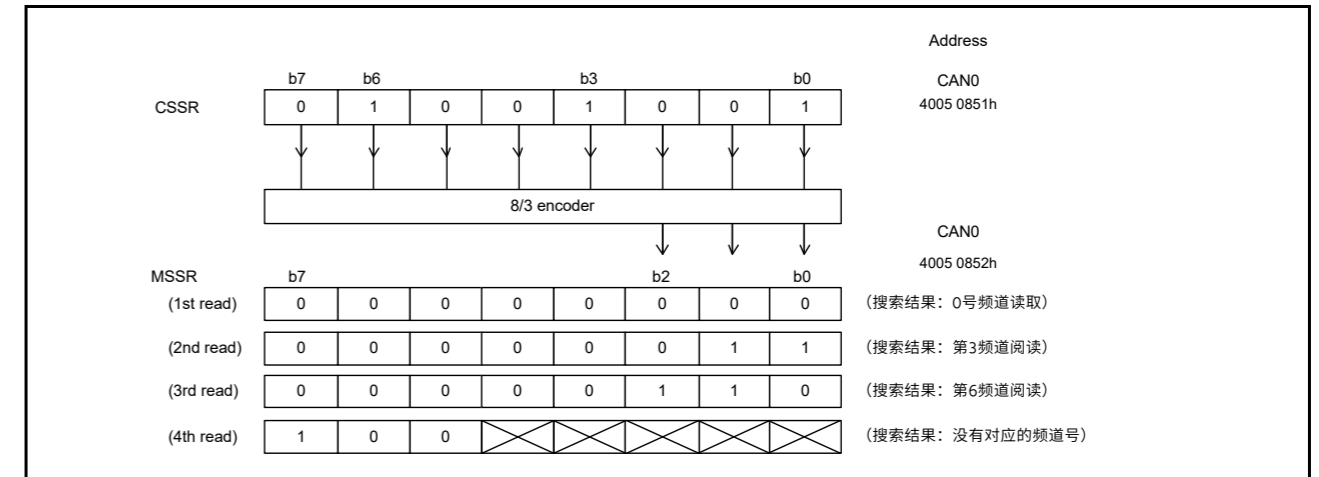 Address
b7 b6 b3 b0 CAN0
CSSR 0 1 0 0 1 0 0 1 4005 0851h
8/3 encoder
CAN0
4005 0852h
MSSR b7 b2 b0
(1st read) 0 0 0 0 0 0 0 0 （搜索结果：0号频道读取）
(2nd read) 0 0 0 0 0 0 1 1 （搜索结果：第3频道阅读）
(3rd read) 0 0 0 0 0 1 1 0 （搜索结果：第6频道阅读）
(4th read) 1 0 0 （搜索结果：没有对应的频道号）